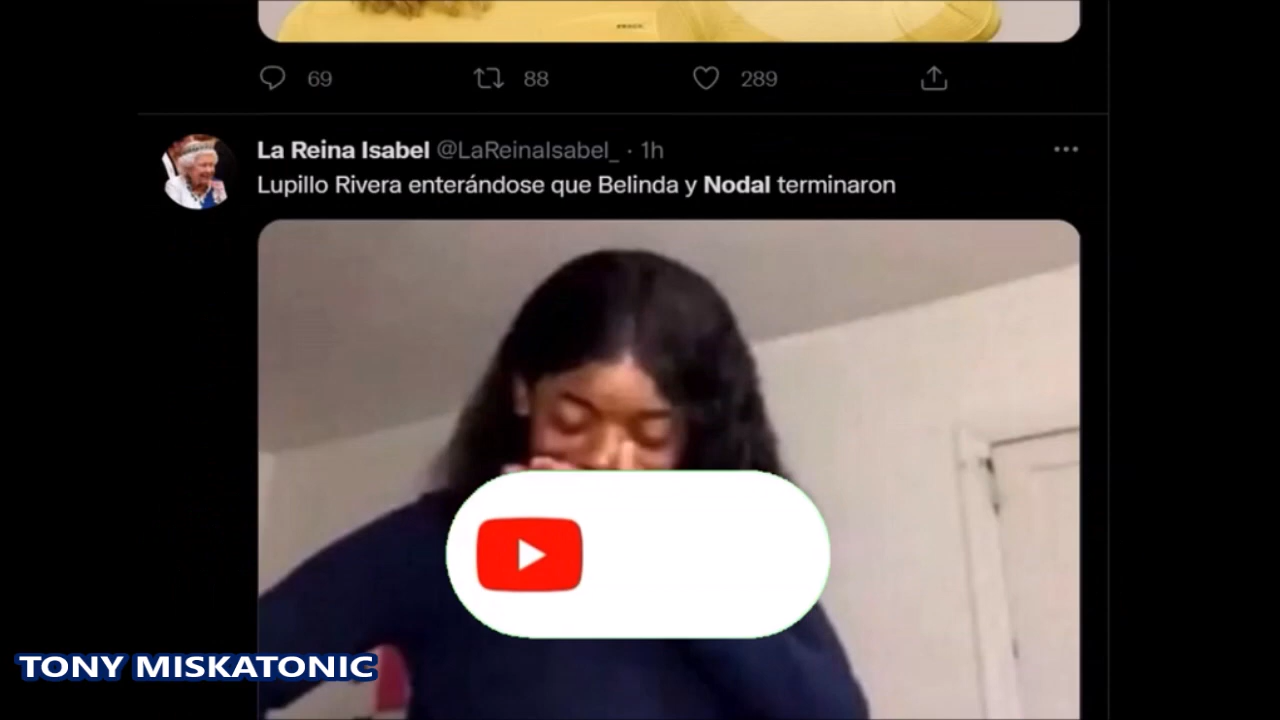 69 88 289
La Reina Isabel @LaReinaIsabel_ · 1h
Lupillo Rivera enterándose que Belinda y Nodal terminaron
TONY MISKATONIC